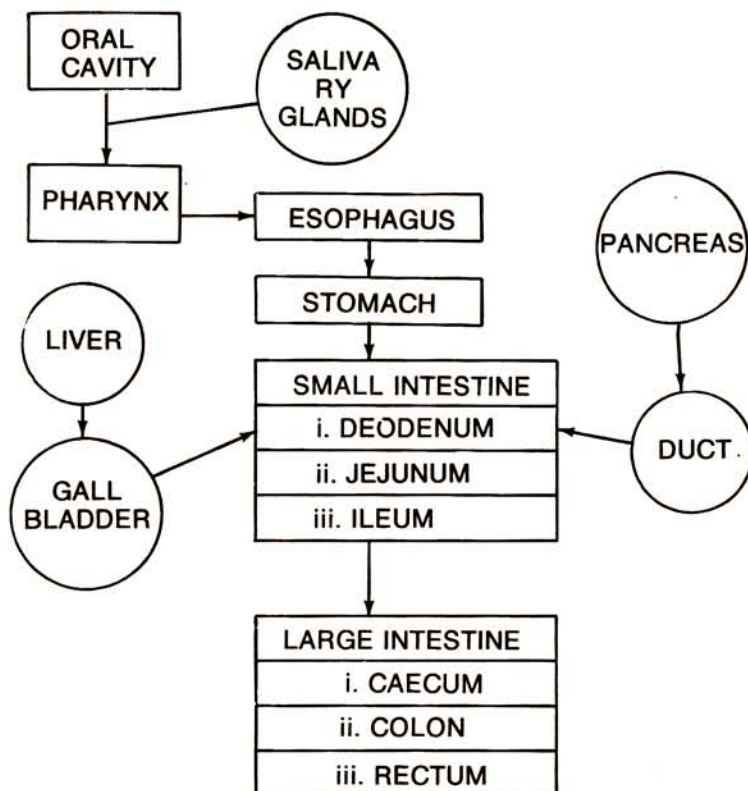 ORAL
CAVITY
SALIVA
RY
GLANDS
PHARYNX
ESOPHAGUS
PANCREAS
STOMACH
LIVER
SMALL INTESTINE
i. DEODENUM
DUCT
ii. JEJUNUM
GALL
BLADDER
iii. ILEUM
LARGE INTESTINE
i. CAECUM
ii. COLON
iii. RECTUM